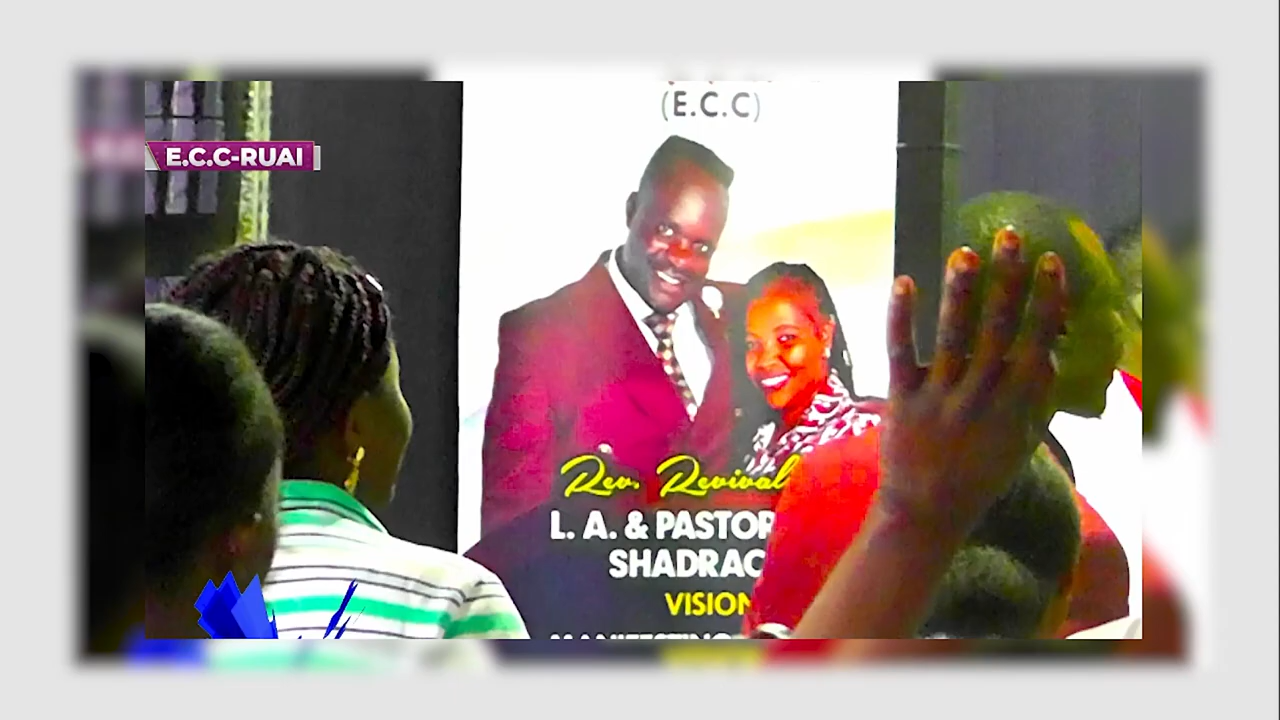 (E.C.C)
E.C.C-RUAI
Rev. Revival
L. A. & PASTOR
SHADRAC
VISION